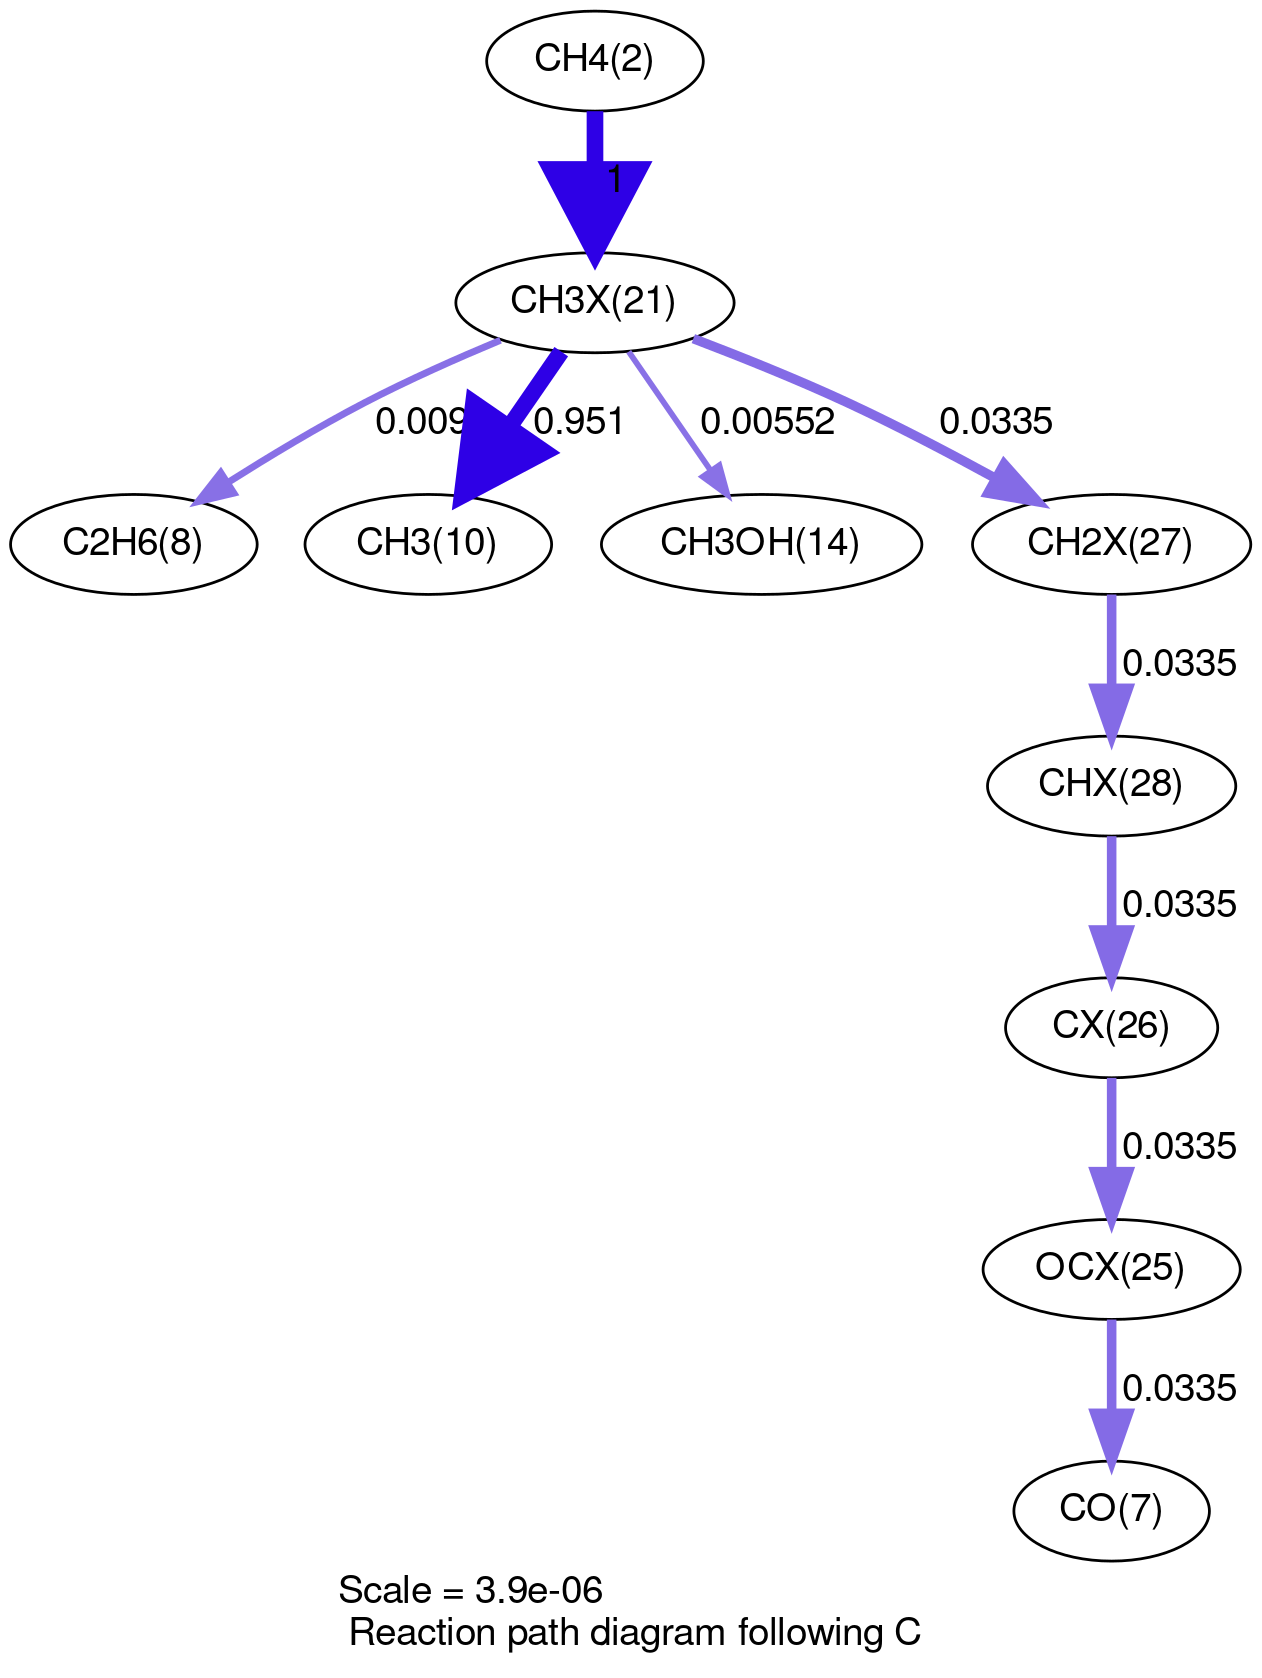 CH4(2)
1
CH3X(21)
0.951
0.00552
0.0335
C2H6(8)
CH3(10)
CH3OH(14)
CH2X(27)
0.0335
CHX(28)
0.0335
CX(26)
0.0335
OCX(25)
0.0335
CO(7)
Scale = 3.9e-06
Reaction path diagram following C